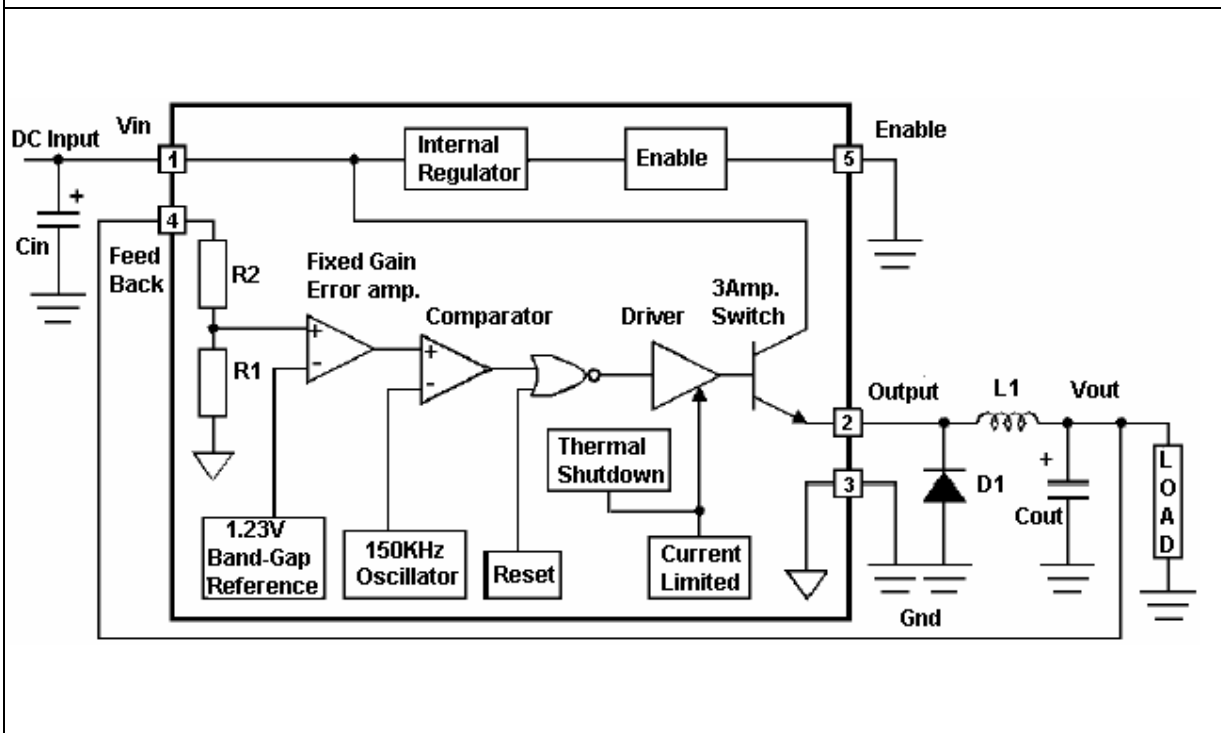 DC Input
Vin
1
Internal
Regulator
Enable
5
Enable
+
Cin
4
Feed
Back
R2
R1
Fixed Gain
Error amp.
+
-
Comparator
+
-
Driver
3Amp.
Switch
Output
2
L1
Vout
Thermal
Shutdown
3
D1
+
Cout
L
O
A
D
1.23V
Band-Gap
Reference
150KHz
Oscillator
Reset
Current
Limited
Gnd